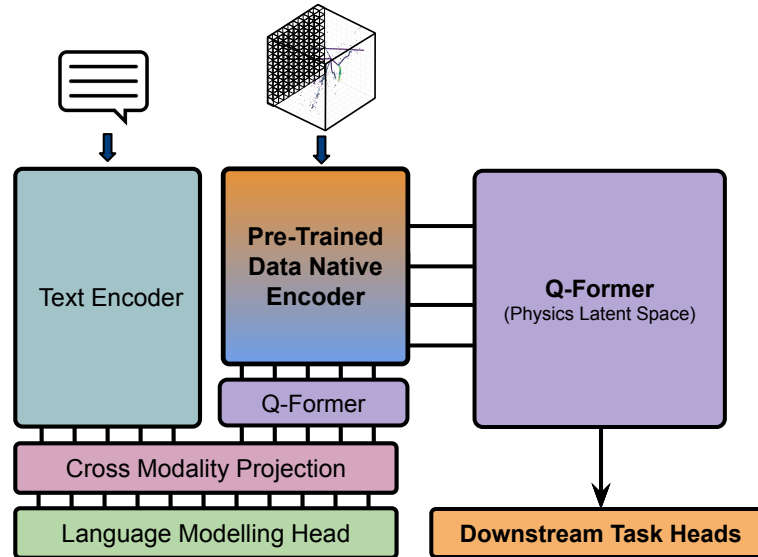 Text Encoder
Pre-Trained
Data Native
Encoder
Q-Former
(Physics Latent Space)
Q-Former
Cross Modality Projection
Language Modelling Head
Downstream Task Heads